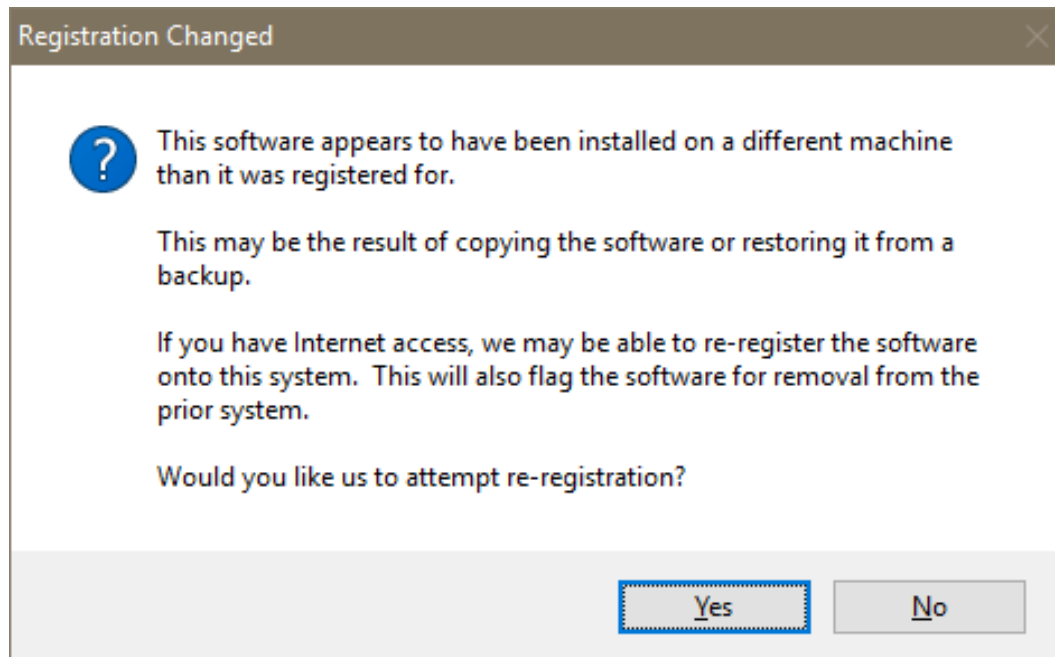 Registration Changed
This software appears to have been installed on a different machine
than it was registered for.
This may be the result of copying the software or restoring it from a
backup.
If you have Internet access, we may be able to re-register the software
onto this system.  This will also flag the software for removal from the
prior system.
Would you like us to attempt re-registration?
Yes
No